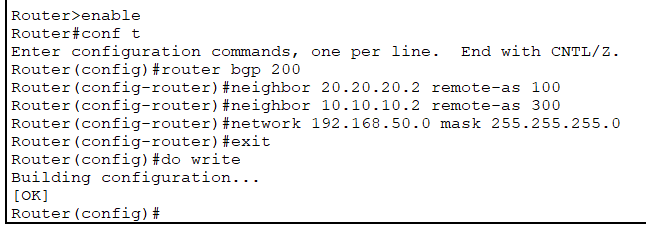 Router>enable
Router#conf t
Enter configuration commands, one per line.  End with CNTL/Z.
Router(config)#router bgp 200
Router(config-router)#neighbor 20.20.20.2 remote-as 100
Router(config-router)#neighbor 10.10.10.2 remote-as 300
Router(config-router)#network 192.168.50.0 mask 255.255.255.0
Router(config-router)#exit
Router(config)#do write
Building configuration...
[OK]
Router(config)#